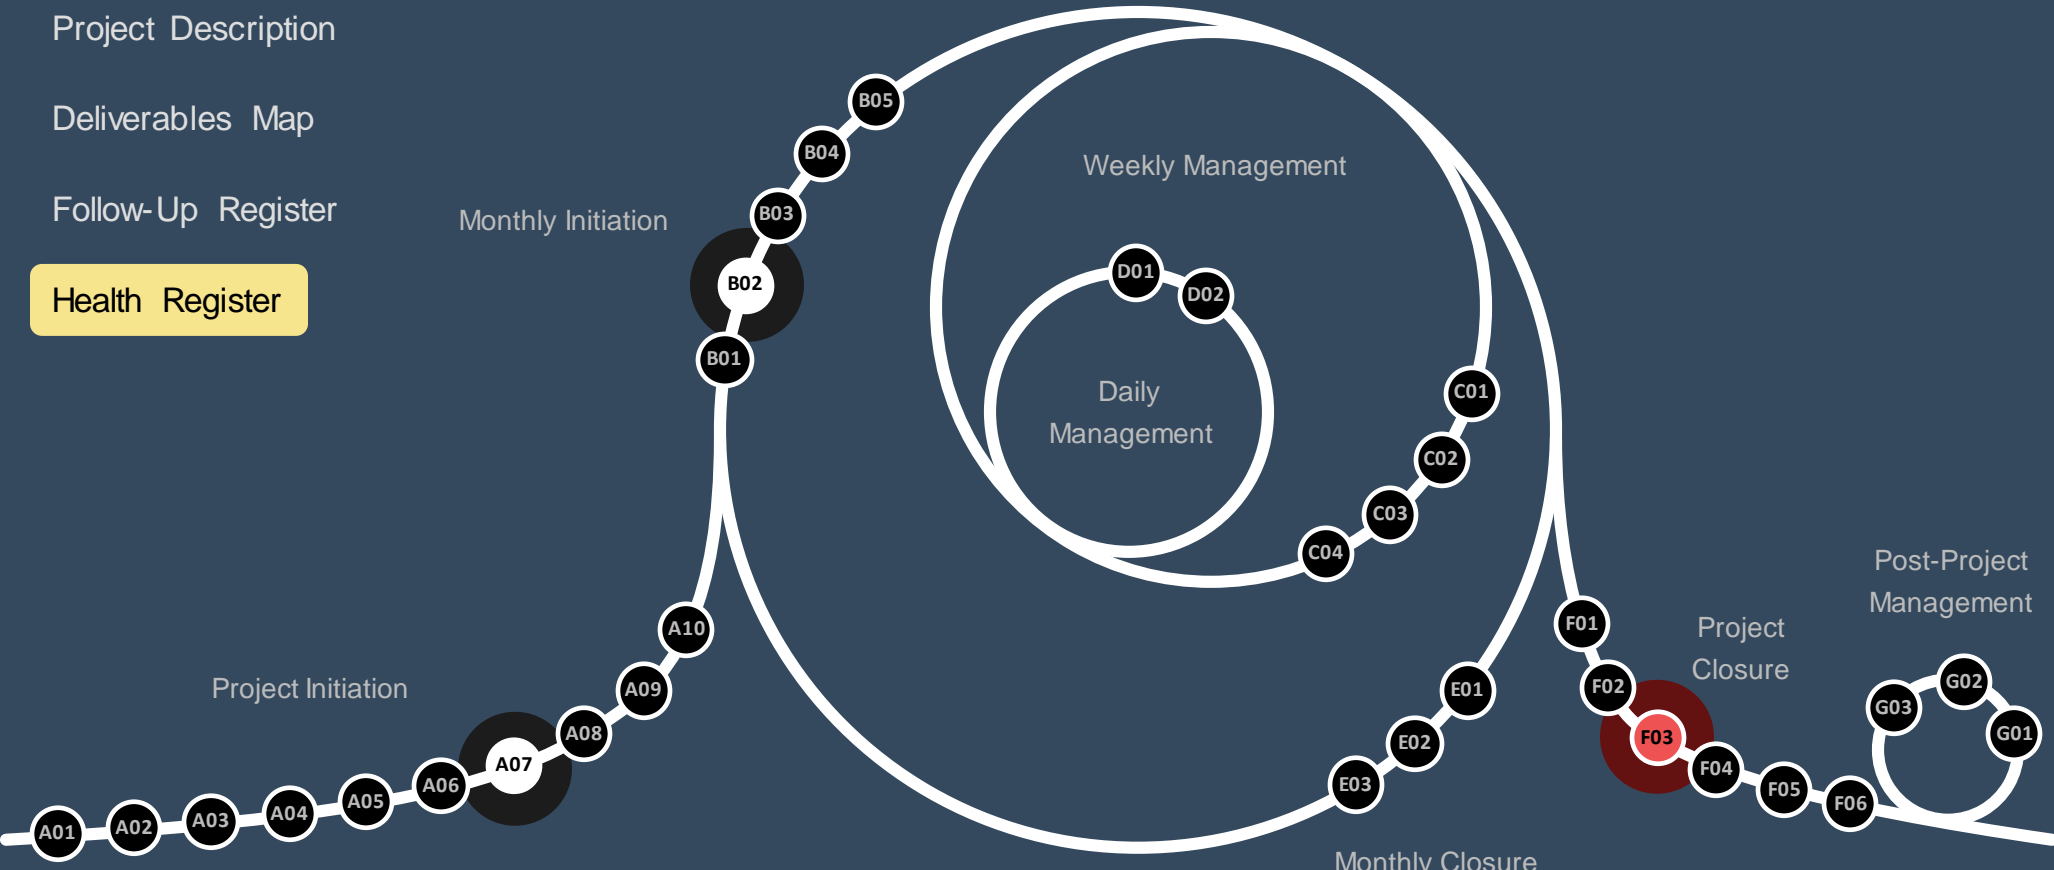 Project Description
Deliverables Map
Follow-Up Register
Health Register
Monthly Initiation
B05
B04
B03
B02
B01
Weekly Management
D01
D02
Daily
Management
C01
C02
C03
C04
Project Initiation
A01
A02
A03
A04
A05
A06
A07
A08
A09
A10
E01
E02
E03
Monthly Closure
F01
F02
F03
F04
F05
F06
Project
Closure
Post-Project
Management
G03
G02
G01